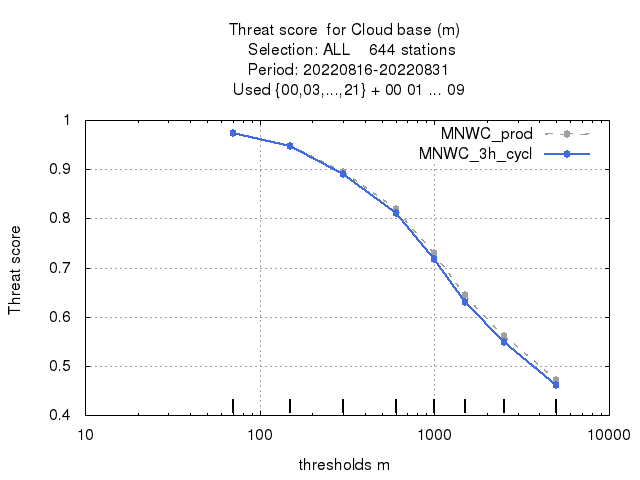 Threat score  for Cloud base (m)
Selection: ALL    644 stations
Period: 20220816-20220831
Used {00,03,...,21} + 00 01 ... 09
MNWC_prod
MNWC_3h_cycl
Threat score
1
0.9
0.8
0.7
0.6
0.5
0.4
10
100
1000
10000
thresholds m